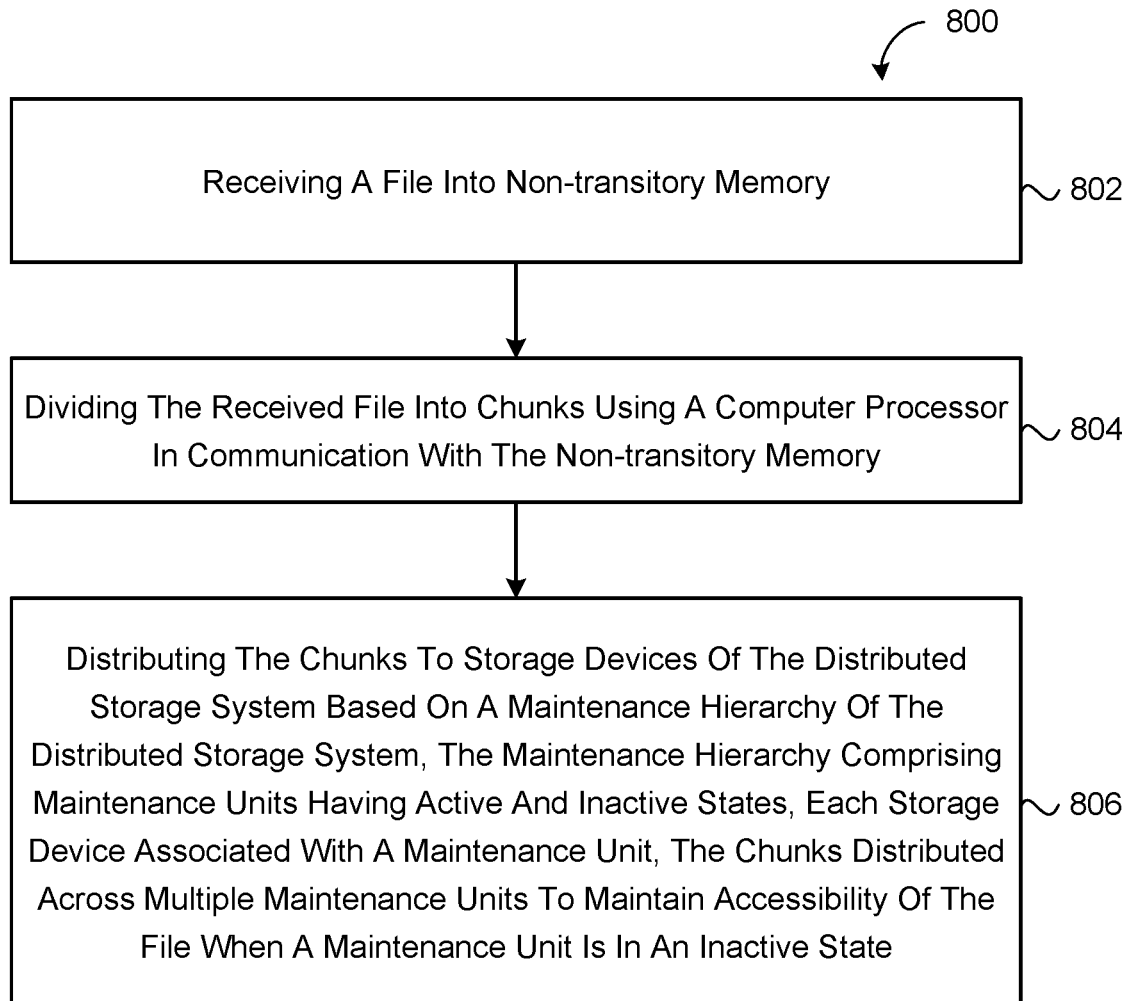 800
Receiving A File Into Non-transitory Memory
802
Dividing The Received File Into Chunks Using A Computer Processor
In Communication With The Non-transitory Memory
804
Distributing The Chunks To Storage Devices Of The Distributed
Storage System Based On A Maintenance Hierarchy Of The
Distributed Storage System, The Maintenance Hierarchy Comprising
Maintenance Units Having Active And Inactive States, Each Storage
Device Associated With A Maintenance Unit, The Chunks Distributed
Across Multiple Maintenance Units To Maintain Accessibility Of The
File When A Maintenance Unit Is In An Inactive State
806